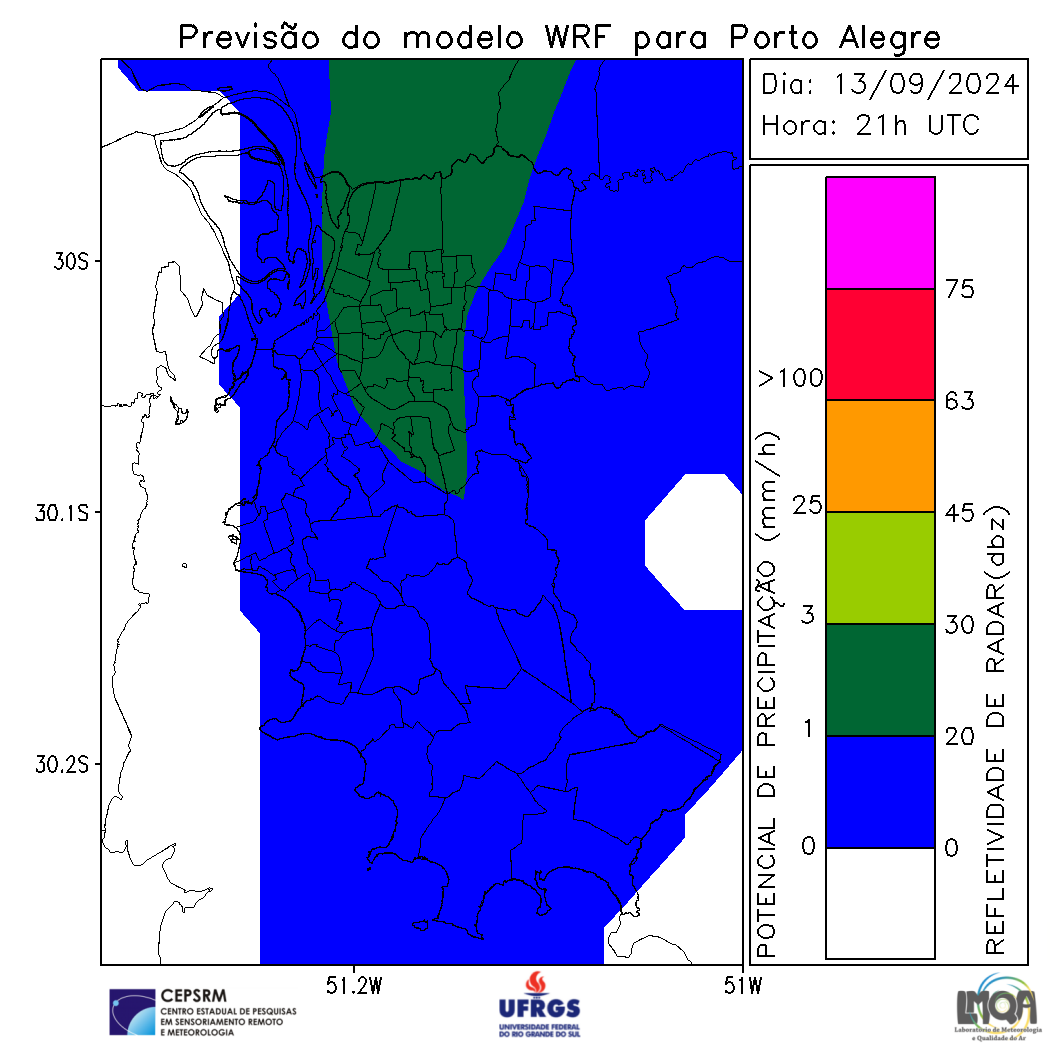 Previsão do modelo WRF para Porto Alegre
Dia: 13/09/2024
Hora: 21h UTC
30S
30.1S
30.2S
51.2W
51W
POTENCIAL DE PRECIPITAÇÃO (mm/h)
>100
25
3
1
0
75
63
45
30
20
0
REFLETIVIDADE DE RADAR(dbz)
CEPSRM
CENTRO ESTADUAL DE PESQUISAS
EM SENSORIAMENTO REMOTO
E METEOROLOGIA
UFRGS
UNIVERSIDADE FEDERAL
DO RIO GRANDE DO SUL
LMQA
Laboratório de Meteorologia
e Qualidade do Ar